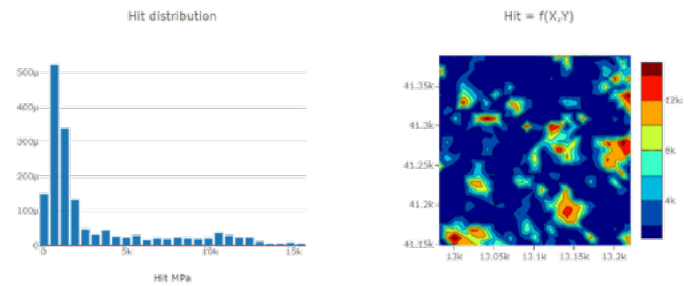 Hit distribution
500μ
400μ
300μ
200μ
100μ
0
0 5k 10k 15k
Hit MPa
Hit = f(X,Y)
41.35k
41.3k
41.25k
41.2k
41.15k
13k 13.05k 13.1k 13.15k 13.2k
12k
8k
4k